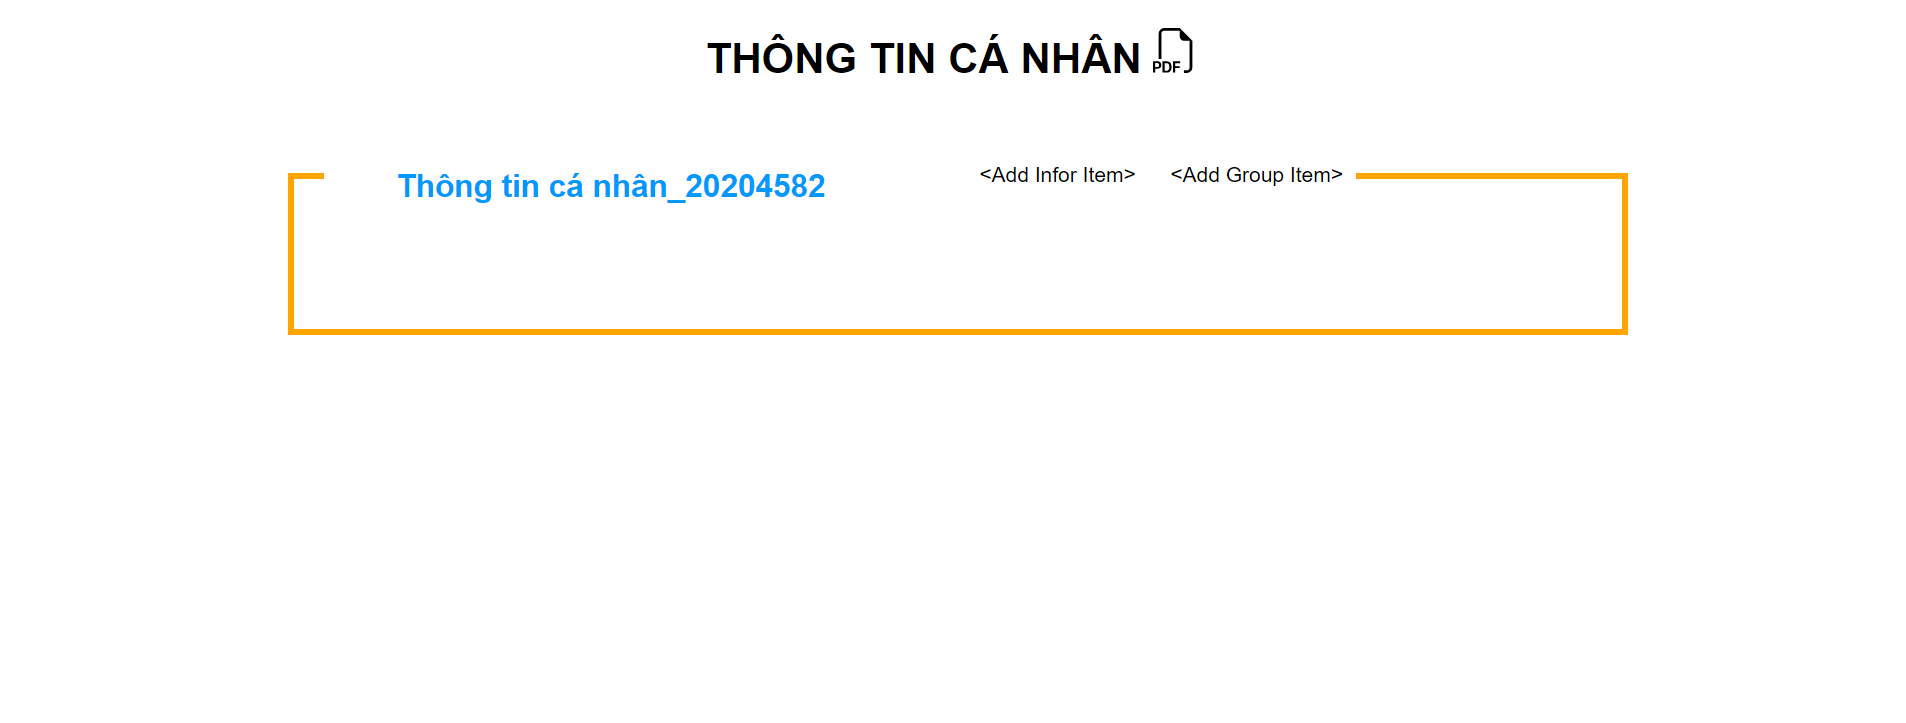 THÔNG TIN CÁ NHÂN PDF
Thông tin cá nhân_20204582 <Add Infor Item> <Add Group Item>